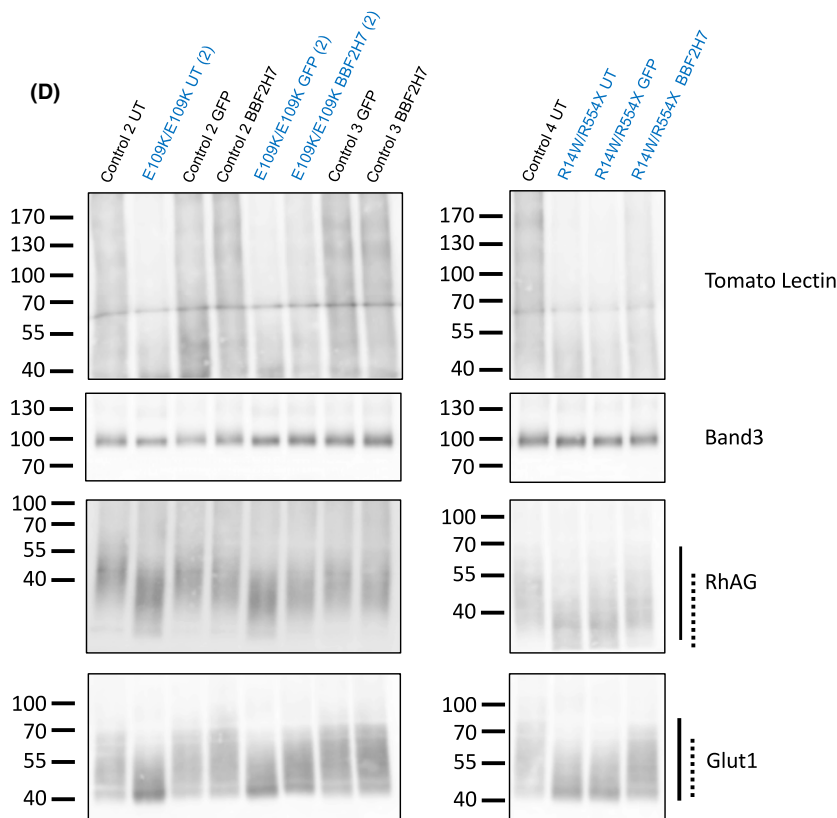 (D)
Control 2 UT
E109K/E109K UT (2)
Control 2 GFP
Control 2 BBF2H7
E109K/E109K GFP (2)
E109K/E109K BBF2H7 (2)
Control 3 GFP
Control 3 BBF2H7
Control 4 UT
R14W/R554X UT
R14W/R554X GFP
R14W/R554X BBF2H7
170
130
100
70
55
40
170
130
100
70
55
40
Tomato Lectin
130
100
70
130
100
70
Band3
100
70
55
40
100
70
55
40
RhAG
100
70
55
40
100
70
55
40
Glut1